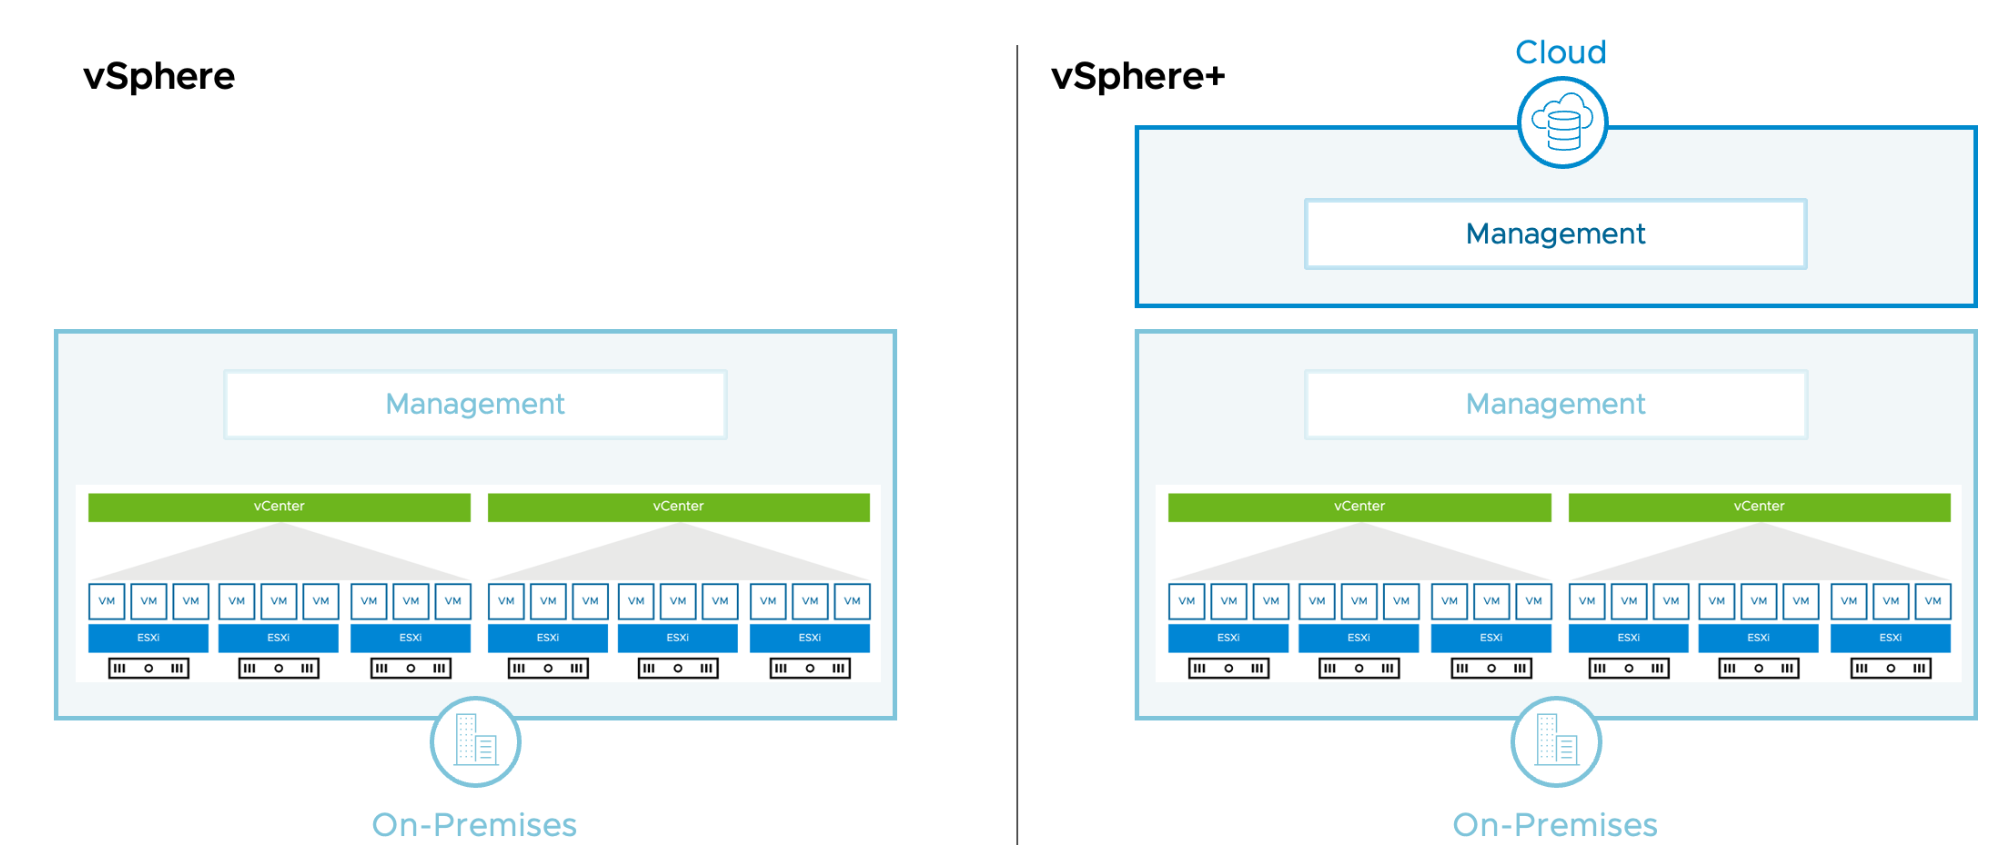 vSphere
Management
vCenter vCenter
VM VM VM VM VM VM VM VM VM VM VM VM VM VM VM VM VM VM
ESXi ESXi ESXi ESXi ESXi ESXi
On-Premises
vSphere+
Cloud
Management
Management
vCenter vCenter
VM VM VM VM VM VM VM VM VM VM VM VM VM VM VM VM VM VM
ESXi ESXi ESXi ESXi ESXi ESXi
On-Premises